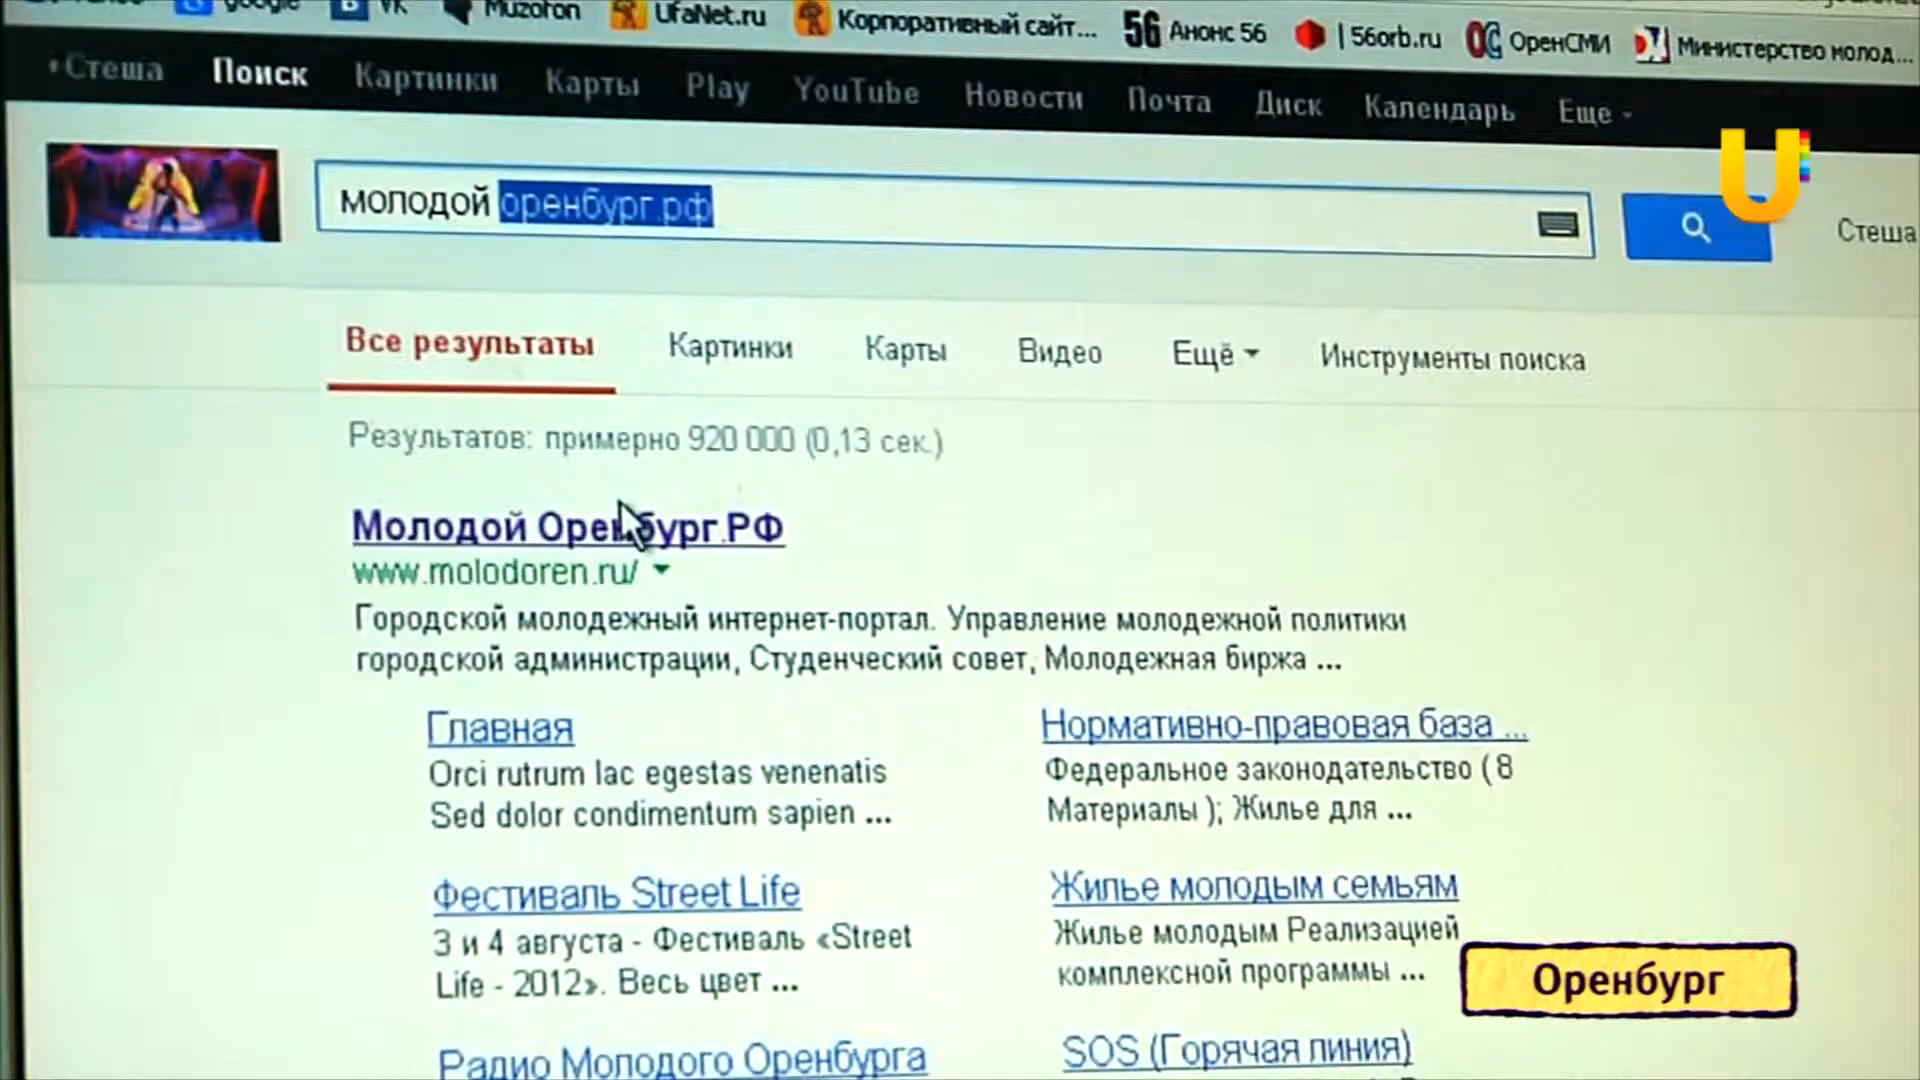 google
VK
Muzofon
UfaNet.ru
Корпоративный сайт...
56 Анонс 56
| 56orb.ru
ОренСМИ
Министерство молод...
+Стеша Поиск Картинки Карты Play YouTube Новости Почта Диск Календарь Еще
U
молодой оренбург.рф
Стеша
Все результаты Картинки Карты Видео Ещё Инструменты поиска
Результатов: примерно 920 000 (0,13 сек.)
Молодой Оренбург.РФ
www.molodoren.ru/
Городской молодежный интернет-портал. Управление молодежной политики
городской администрации, Студенческий совет, Молодежная биржа ...
Главная
Orci rutrum lac egestas venenatis
Sed dolor condimentum sapien ...
Нормативно-правовая база ...
Федеральное законодательство ( 8
Материалы ); Жилье для ...
Фестиваль Street Life
3 и 4 августа - Фестиваль «Street
Life - 2012». Весь цвет ...
Жилье молодым семьям
Жилье молодым Реализацией
комплексной программы ...
Радио Молодого Оренбурга
SOS (Горячая линия)
Оренбург